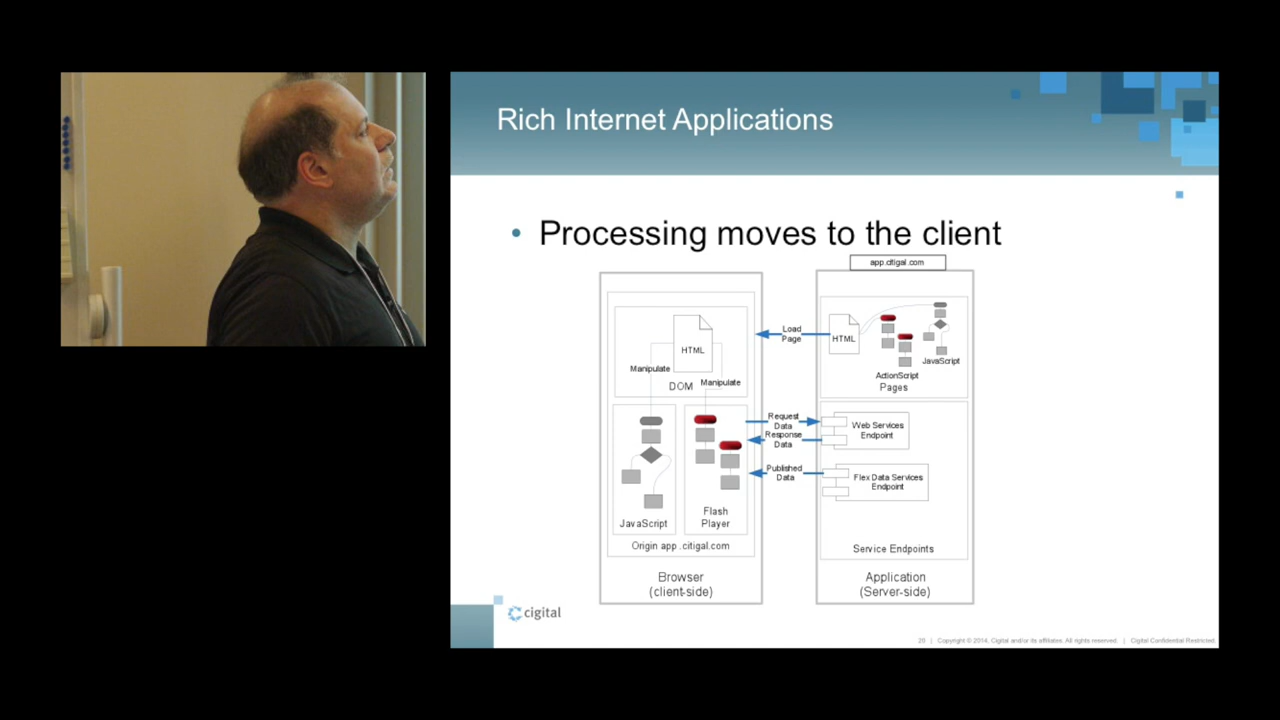 Rich Internet Applications
• Processing moves to the client
app.citigal.com
HTML
Manipulate
DOM
Manipulate
JavaScript
Flash
Player
Origin app .citigal.com
Browser
(client-side)
Load
Page
Request
Data
Response
Data
Published
Data
HTML
JavaScript
ActionScript
Pages
Web Services
Endpoint
Flex Data Services
Endpoint
Service Endpoints
Application
(Server-side)
cigital
26 | Copyright © 2014, Cigital and/or its affiliates. All rights reserved. | Cigital Confidential Restricted.